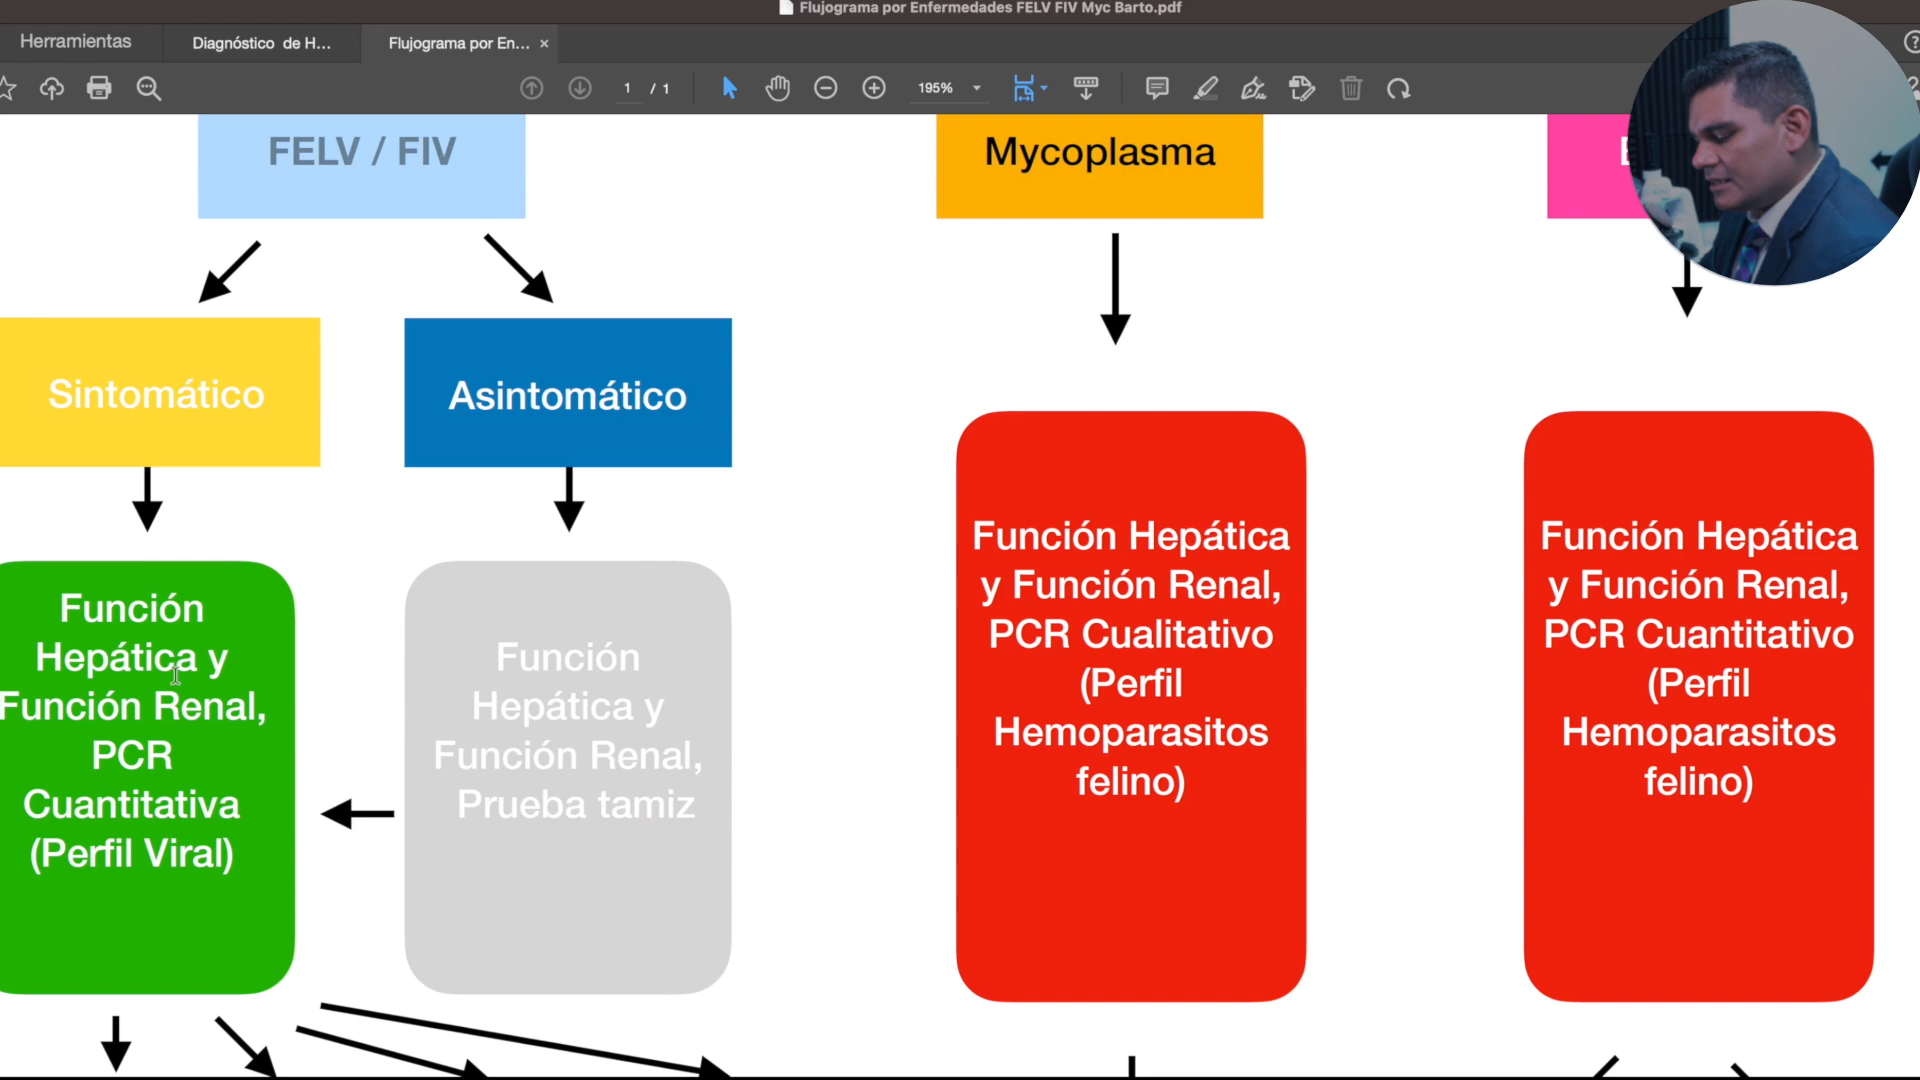 Flujograma por Enfermedades FELV FIV Myc Barto.pdf
Herramientas
Diagnóstico de H...
Flujograma por En... ×
1 / 1
195%
FELV / FIV
Mycoplasma
Sintomático
Asintomático
Función
Hepática y
Función Renal,
PCR
Cuantitativa
(Perfil Viral)
Función
Hepática y
Función Renal,
Prueba tamiz
Función Hepática
y Función Renal,
PCR Cualitativo
(Perfil
Hemoparasitos
felino)
Función Hepática
y Función Renal,
PCR Cuantitativo
(Perfil
Hemoparasitos
felino)